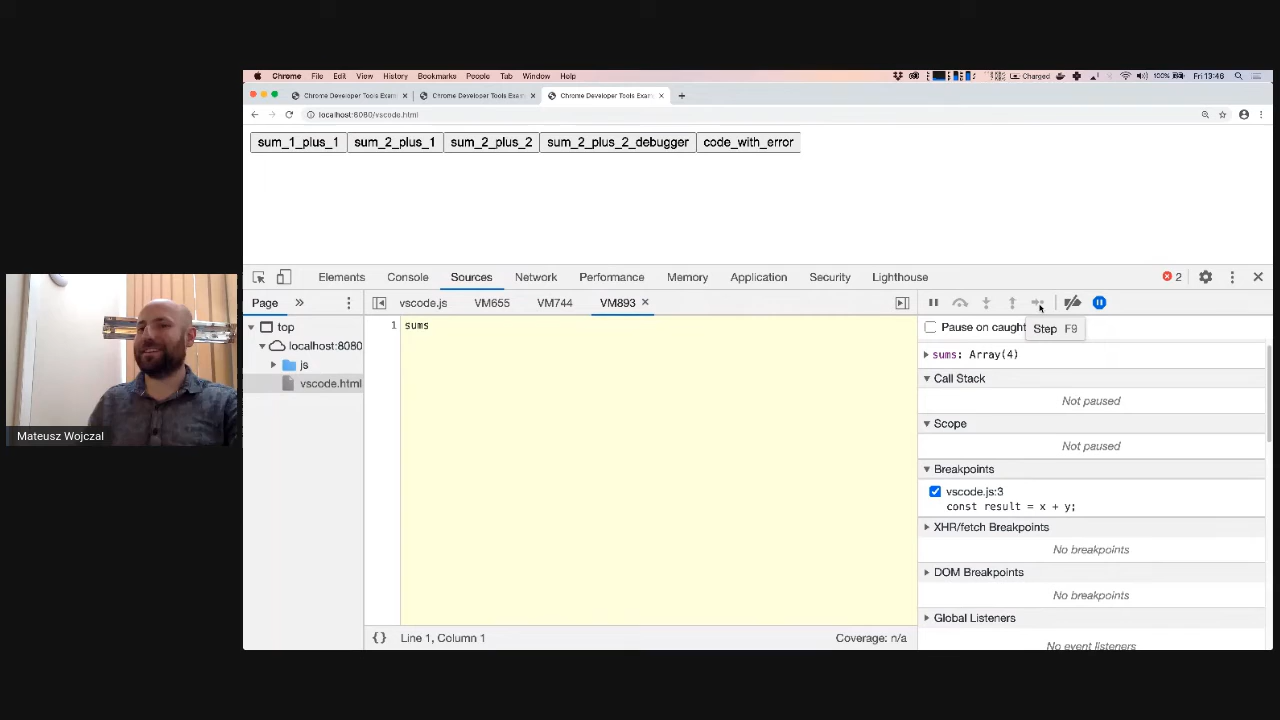 Chrome File Edit View History Bookmarks People Tab Window Help Charged 100% Fri 19:46
Chrome Developer Tools Exam × Chrome Developer Tools Exam × Chrome Developer Tools Exam × +
localhost:8080/vscode.html
sum_1_plus_1 sum_2_plus_1 sum_2_plus_2 sum_2_plus_2_debugger code_with_error
Elements Console Sources Network Performance Memory Application Security Lighthouse 2
Page » vscode.js VM655 VM744 VM893 ×
top
localhost:8080
js
vscode.html
1 sums
{} Line 1, Column 1 Coverage: n/a
Pause on caught
Step F9
sums: Array(4)
Call Stack
Not paused
Scope
Not paused
Breakpoints
vscode.js:3
const result = x + y;
XHR/fetch Breakpoints
No breakpoints
DOM Breakpoints
No breakpoints
Global Listeners
No event listeners
Mateusz Wojczal